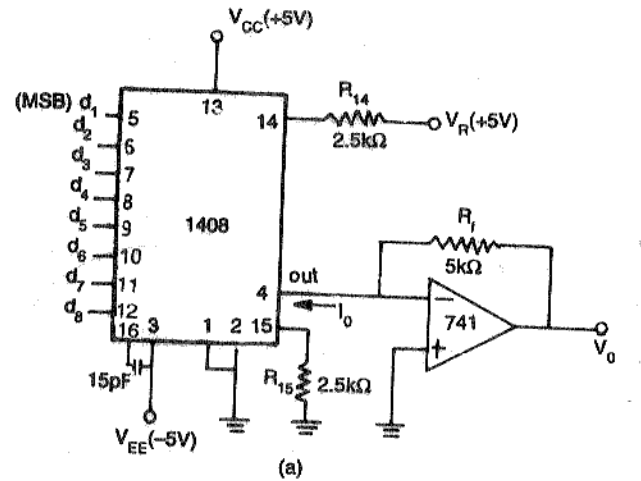 V_CC(+5V)
(MSB) d_1 5
d_2 6
d_3 7
d_4 8
d_5 9
d_6 10
d_7 11
d_8 12
13
14
R_14
2.5kΩ
V_R(+5V)
1408
R_f
5kΩ
out
4
I_0
741
−
+
V_0
16 3 1 2 15
15pF
R_15 2.5kΩ
V_EE(−5V)
(a)